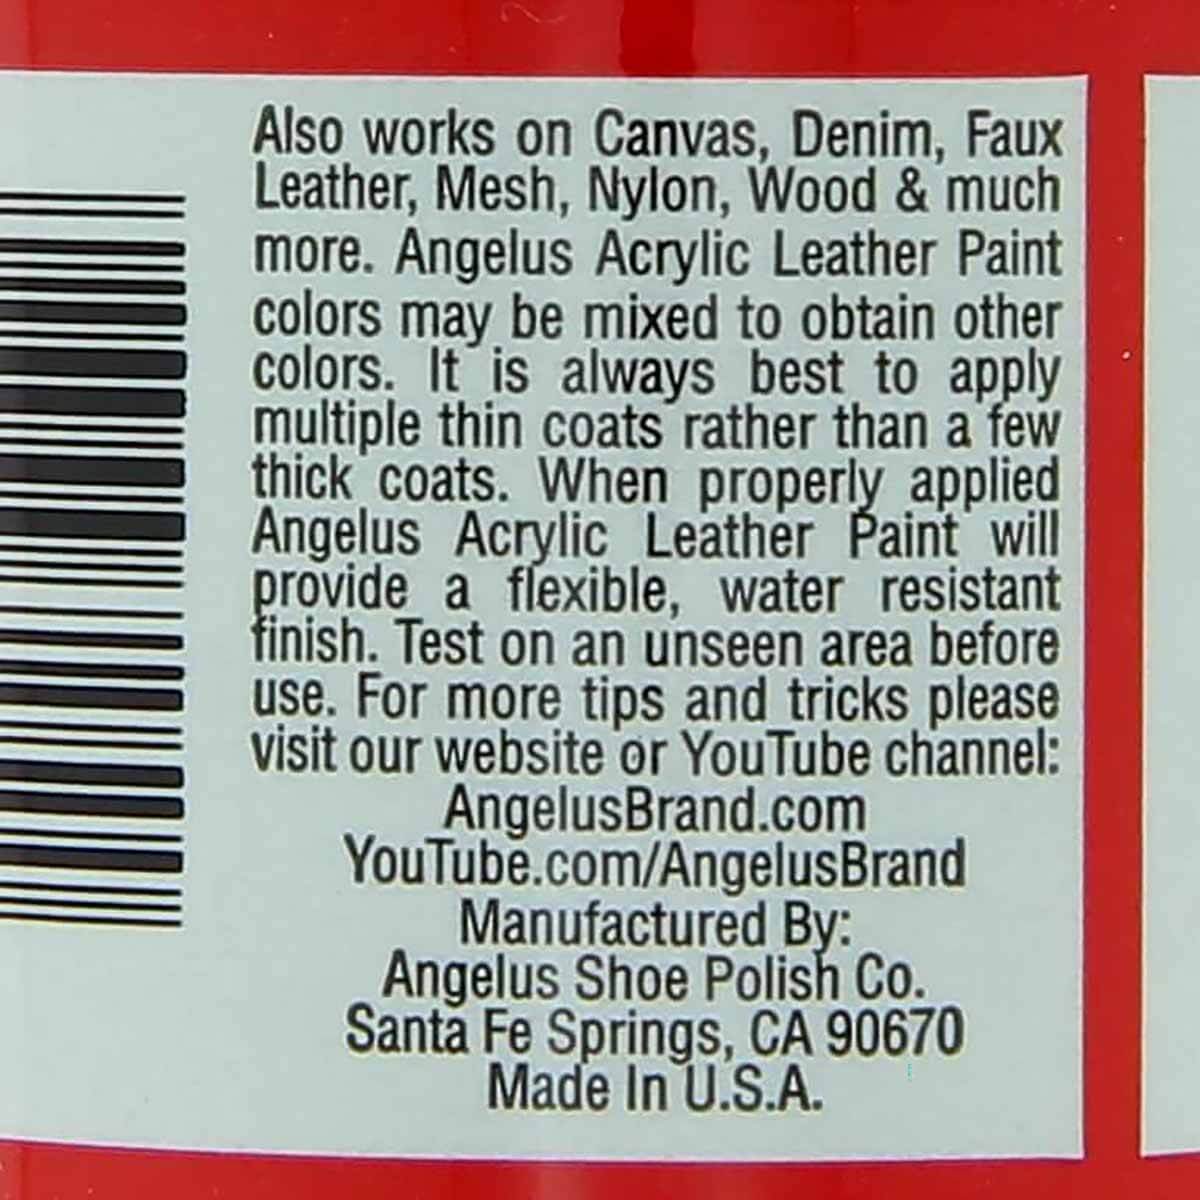 Also works on Canvas, Denim, Faux
Leather, Mesh, Nylon, Wood & much
more. Angelus Acrylic Leather Paint
colors may be mixed to obtain other
colors. It is always best to apply
multiple thin coats rather than a few
thick coats. When properly applied
Angelus Acrylic Leather Paint will
provide a flexible, water resistant
finish. Test on an unseen area before
use. For more tips and tricks please
visit our website or YouTube channel:
AngelusBrand.com
YouTube.com/AngelusBrand
Manufactured By:
Angelus Shoe Polish Co.
Santa Fe Springs, CA 90670
Made In U.S.A.